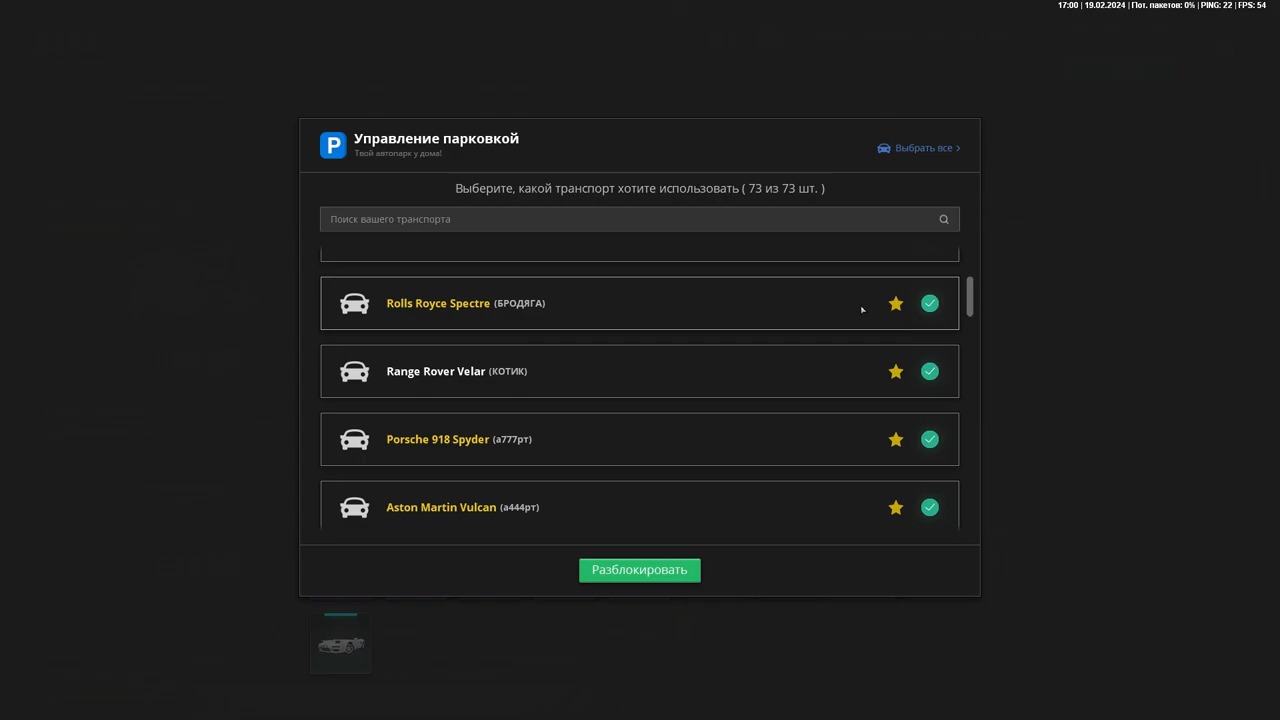 17:00 | 19.02.2024 | Пот. пакетов: 0% | PING: 22 | FPS: 54
P
Управление парковкой
Твой автопарк у дома!
Выбрать все
Выберите, какой транспорт хотите использовать ( 73 из 73 шт. )
Поиск вашего транспорта
Rolls Royce Spectre (БРОДЯГА)
Range Rover Velar (КОТИК)
Porsche 918 Spyder (а777рт)
Aston Martin Vulcan (а444рт)
Разблокировать